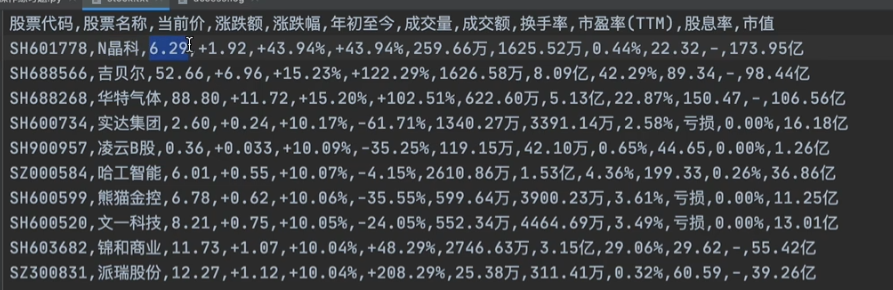 股票代码,股票名称,当前价,涨跌额,涨跌幅,年初至今,成交量,成交额,换手率,市盈率(TTM),股息率,市值
SH601778,N晶科,6.29,+1.92,+43.94%,+43.94%,259.66万,1625.52万,0.44%,22.32,-,173.95亿
SH688566,吉贝尔,52.66,+6.96,+15.23%,+122.29%,1626.58万,8.09亿,42.29%,89.34,-,98.44亿
SH688268,华特气体,88.80,+11.72,+15.20%,+102.51%,622.60万,5.13亿,22.87%,150.47,-,106.56亿
SH600734,实达集团,2.60,+0.24,+10.17%,-61.71%,1340.27万,3391.14万,2.58%,亏损,0.00%,16.18亿
SH900957,凌云B股,0.36,+0.033,+10.09%,-35.25%,119.15万,42.10万,0.65%,44.65,0.00%,1.26亿
SZ000584,哈工智能,6.01,+0.55,+10.07%,-4.15%,2610.86万,1.53亿,4.36%,199.33,0.26%,36.86亿
SH600599,熊猫金控,6.78,+0.62,+10.06%,-35.55%,599.64万,3900.23万,3.61%,亏损,0.00%,11.25亿
SH600520,文一科技,8.21,+0.75,+10.05%,-24.05%,552.34万,4464.69万,3.49%,亏损,0.00%,13.01亿
SH603682,锦和商业,11.73,+1.07,+10.04%,+48.29%,2746.63万,3.15亿,29.06%,29.62,-,55.42亿
SZ300831,派瑞股份,12.27,+1.12,+10.04%,+208.29%,25.38万,311.41万,0.32%,60.59,-,39.26亿